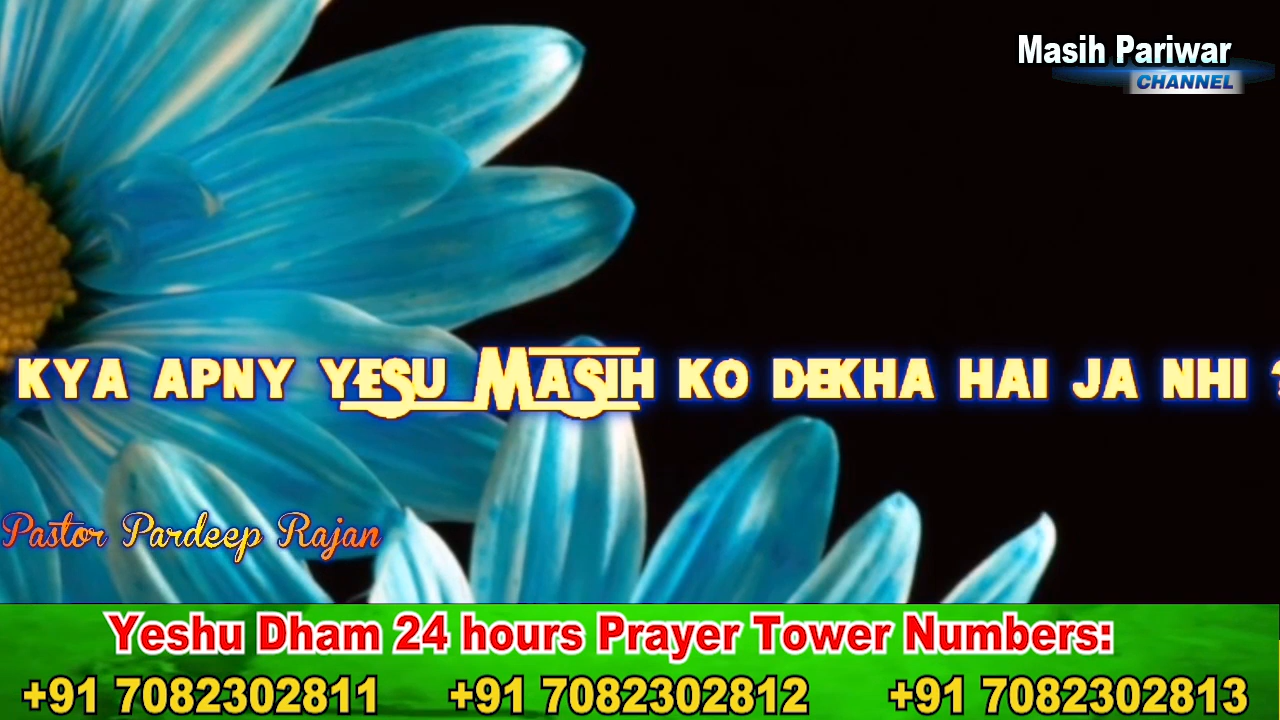 Masih Pariwar
CHANNEL
KYA APNY YESU MASIH KO DEKHA HAI JA NHI ?
Pastor Pardeep Rajan
Yeshu Dham 24 hours Prayer Tower Numbers:
+91 7082302811 +91 7082302812 +91 7082302813